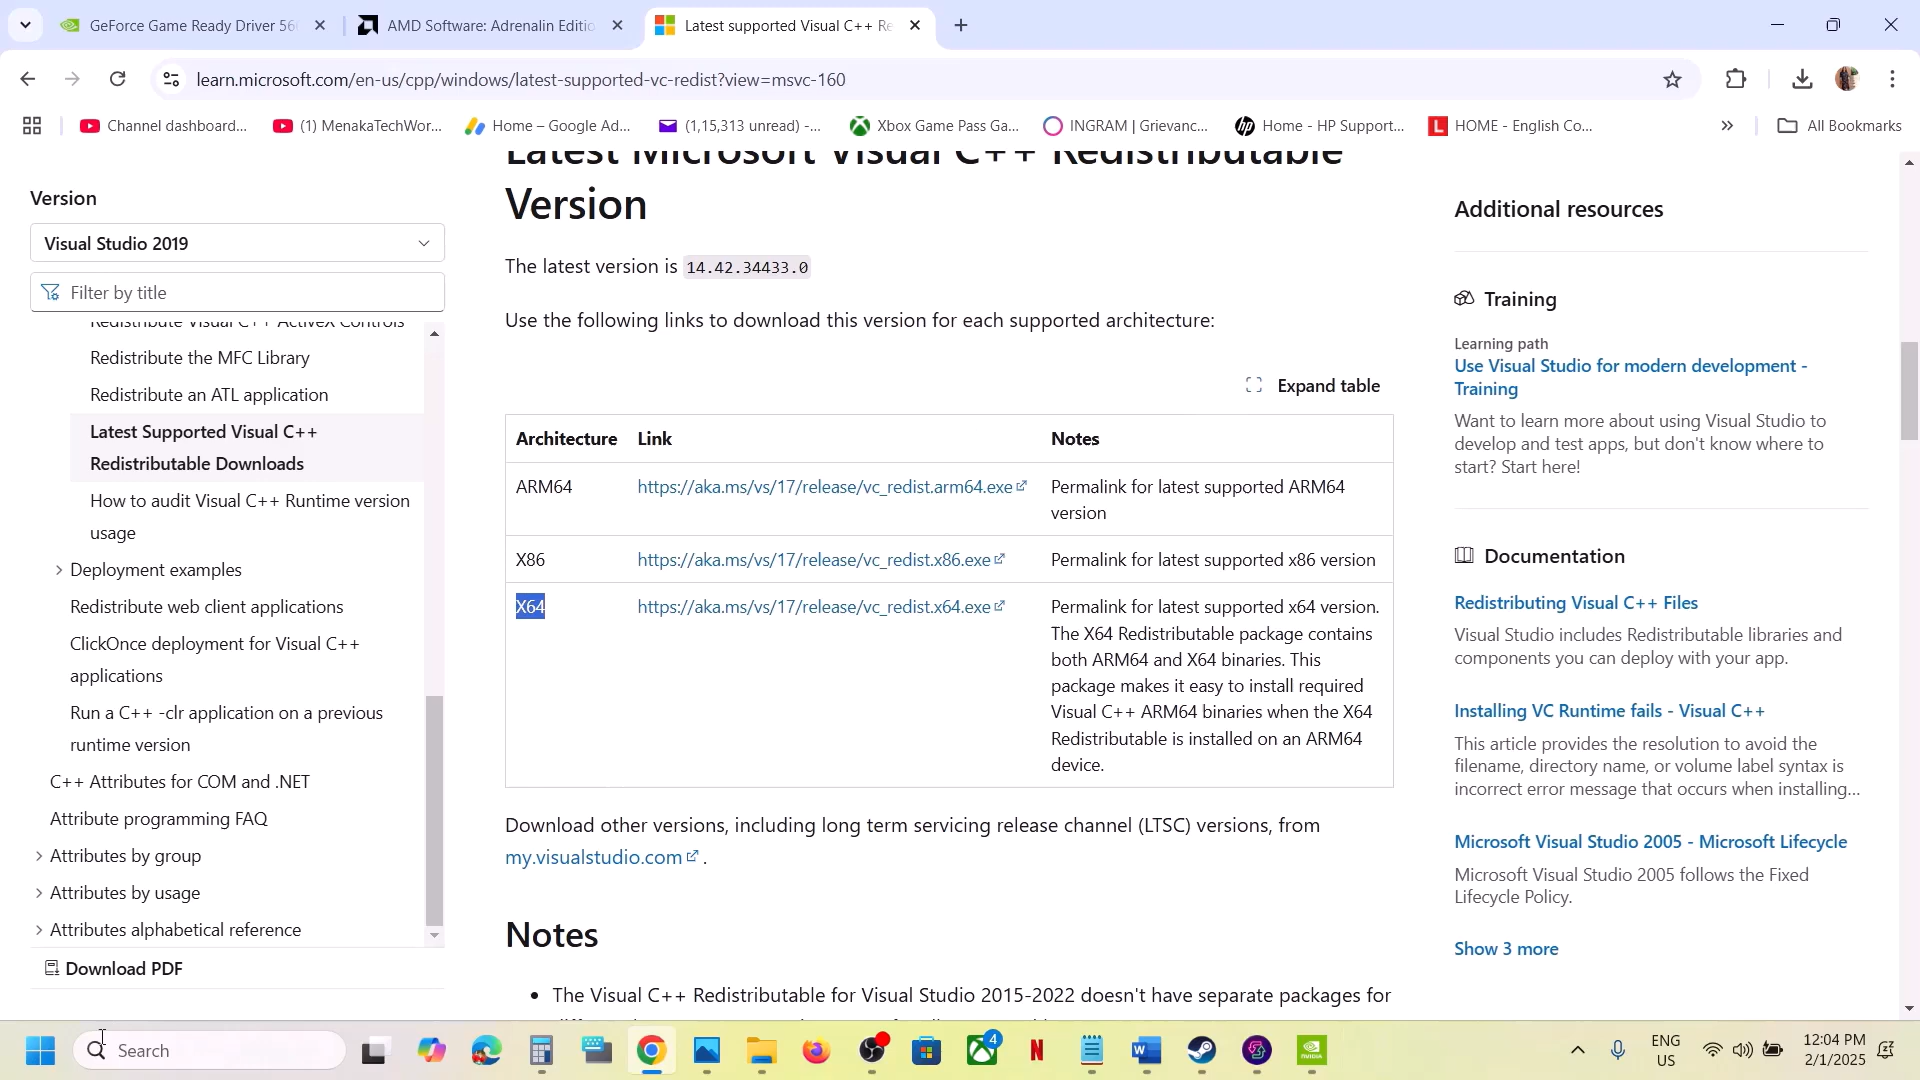 GeForce Game Ready Driver 56
AMD Software: Adrenalin Editio
Latest supported Visual C++ Re
learn.microsoft.com/en-us/cpp/windows/latest-supported-vc-redist?view=msvc-160
Channel dashboard...
(1) MenakaTechWor...
Home – Google Ad...
(1,15,313 unread) -...
Xbox Game Pass Ga...
INGRAM | Grievanc...
Home - HP Support...
HOME - English Co...
All Bookmarks
Version
Visual Studio 2019
Filter by title
Redistribute Visual C++ ActiveX Controls
Redistribute the MFC Library
Redistribute an ATL application
Latest Supported Visual C++
Redistributable Downloads
How to audit Visual C++ Runtime version
usage
Deployment examples
Redistribute web client applications
ClickOnce deployment for Visual C++
applications
Run a C++ -clr application on a previous
runtime version
C++ Attributes for COM and .NET
Attribute programming FAQ
Attributes by group
Attributes by usage
Attributes alphabetical reference
Download PDF
Latest Microsoft Visual C++ Redistributable
Version
The latest version is 14.42.34433.0
Use the following links to download this version for each supported architecture:
Expand table
Architecture Link Notes
ARM64 https://aka.ms/vs/17/release/vc_redist.arm64.exe Permalink for latest supported ARM64
version
X86 https://aka.ms/vs/17/release/vc_redist.x86.exe Permalink for latest supported x86 version
X64 https://aka.ms/vs/17/release/vc_redist.x64.exe Permalink for latest supported x64 version.
The X64 Redistributable package contains
both ARM64 and X64 binaries. This
package makes it easy to install required
Visual C++ ARM64 binaries when the X64
Redistributable is installed on an ARM64
device.
Download other versions, including long term servicing release channel (LTSC) versions, from
my.visualstudio.com .
Notes
• The Visual C++ Redistributable for Visual Studio 2015-2022 doesn't have separate packages for
Additional resources
Training
Learning path
Use Visual Studio for modern development -
Training
Want to learn more about using Visual Studio to
develop and test apps, but don't know where to
start? Start here!
Documentation
Redistributing Visual C++ Files
Visual Studio includes Redistributable libraries and
components you can deploy with your app.
Installing VC Runtime fails - Visual C++
This article provides the resolution to avoid the
filename, directory name, or volume label syntax is
incorrect error message that occurs when installing...
Microsoft Visual Studio 2005 - Microsoft Lifecycle
Microsoft Visual Studio 2005 follows the Fixed
Lifecycle Policy.
Show 3 more
Search
4
ENG
US
12:04 PM
2/1/2025